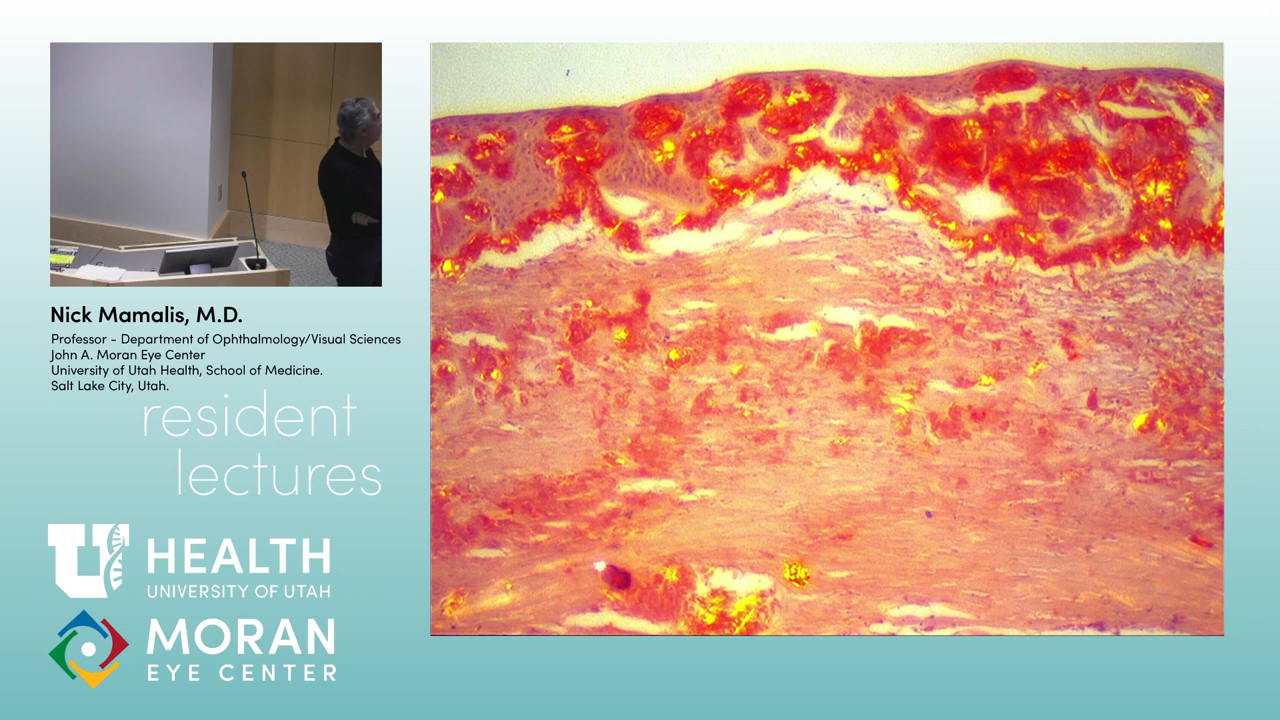 Nick Mamalis, M.D.
Professor - Department of Ophthalmology/Visual Sciences
John A. Moran Eye Center
University of Utah Health, School of Medicine.
Salt Lake City, Utah.
resident
lectures
U HEALTH
UNIVERSITY OF UTAH
MORAN
EYE CENTER